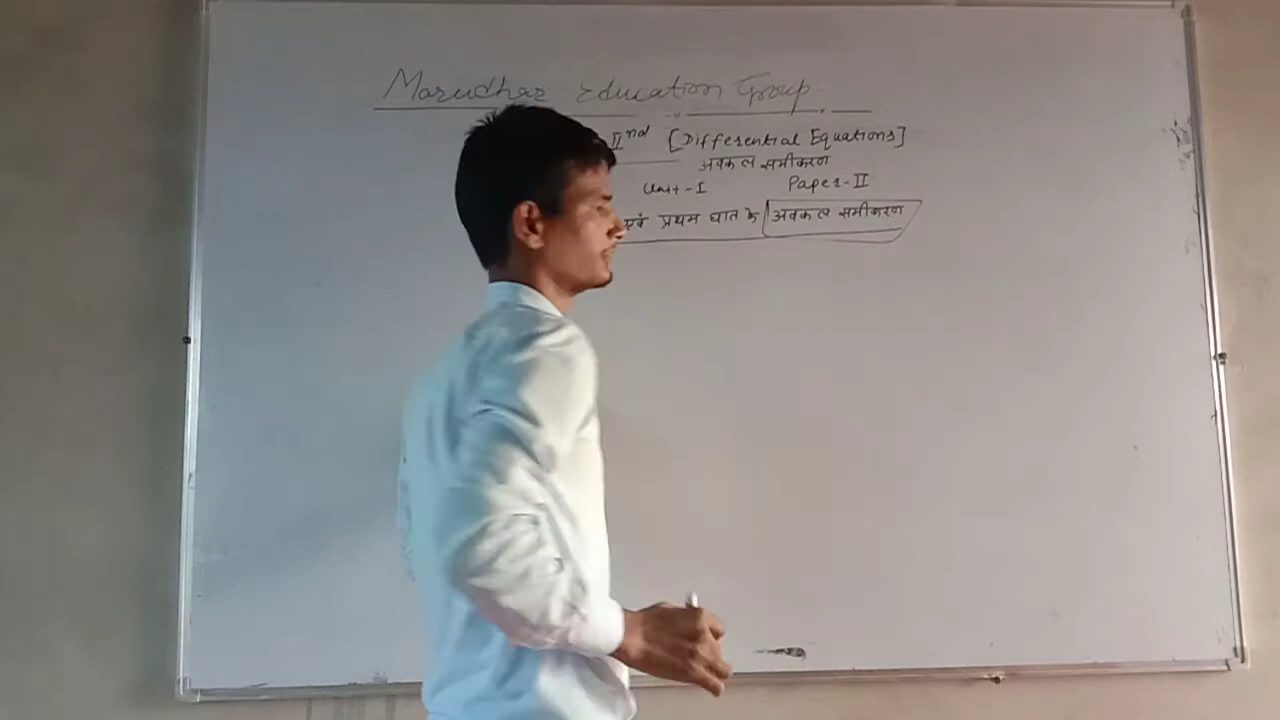 Marudhar Education Group
IInd [Differential Equations]
अवकल समीकरण
Unit-I Paper-II
एवं प्रथम घात के अवकल समीकरण